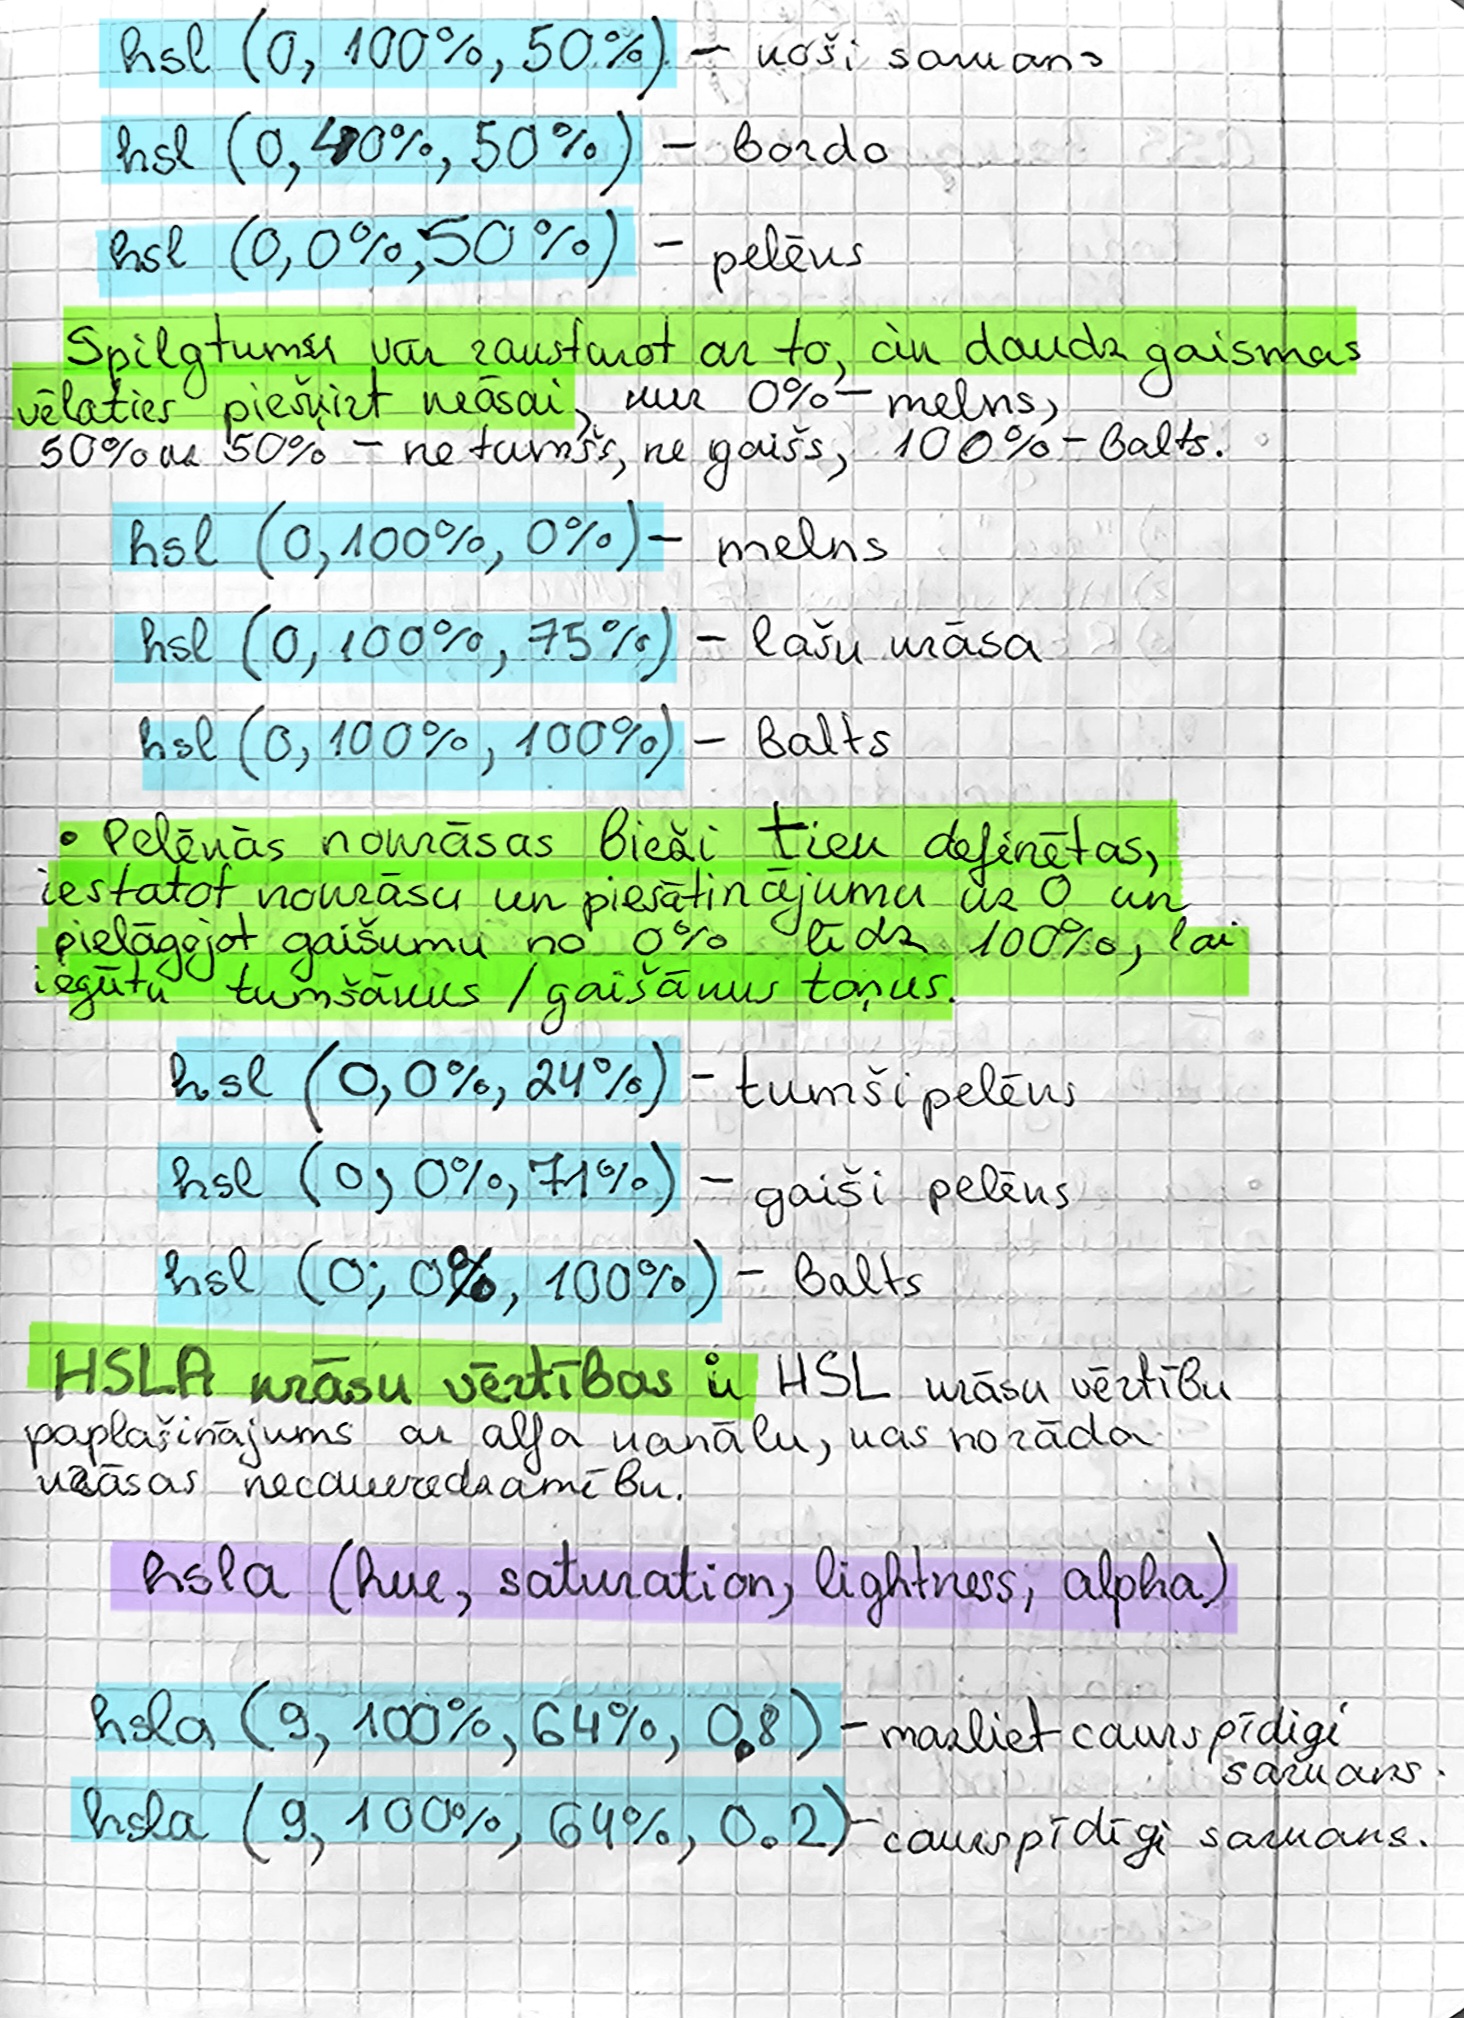 hsl (0, 100%, 50%) – koši sarkans
hsl (0, 40%, 50%) – bordo
hsl (0, 0%, 50%) – pelēks
Spilgtumu var raksturot ar to, cik daudz gaismas
vēlaties piešķirt krāsai, kur 0% – melns,
50% 50% – ne tumšs, ne gaišs, 100% – Balts.
hsl (0, 100%, 0%) – melns
hsl (0, 100%, 75%) – lašu krāsa
hsl (0, 100%, 100%) – Balts
• Pelēkās nokrāsas bieži tiek definētas,
iestatot nokrāsu un piesātinājumu uz 0 un
pielāgojot gaišumu no 0% līdz 100%, lai
iegūtu tumšākus / gaišākus toņus.
hsl (0, 0%, 24%) – tumši pelēks
hsl (0, 0%, 71%) – gaiši pelēks
hsl (0; 0%, 100%) – Balts
HSLA krāsu vērtības ir HSL krāsu vērtību
paplašinājums ar alfa kanālu, kas norāda
krāsas necauredzamību.
hsla (hue, saturation, lightness, alpha)
hsla (9, 100%, 64%, 0.8) – mazliet caurspīdīgi
sarkans.
hsla (9, 100%, 64%, 0.2) – caurspīdīgi sarkans.